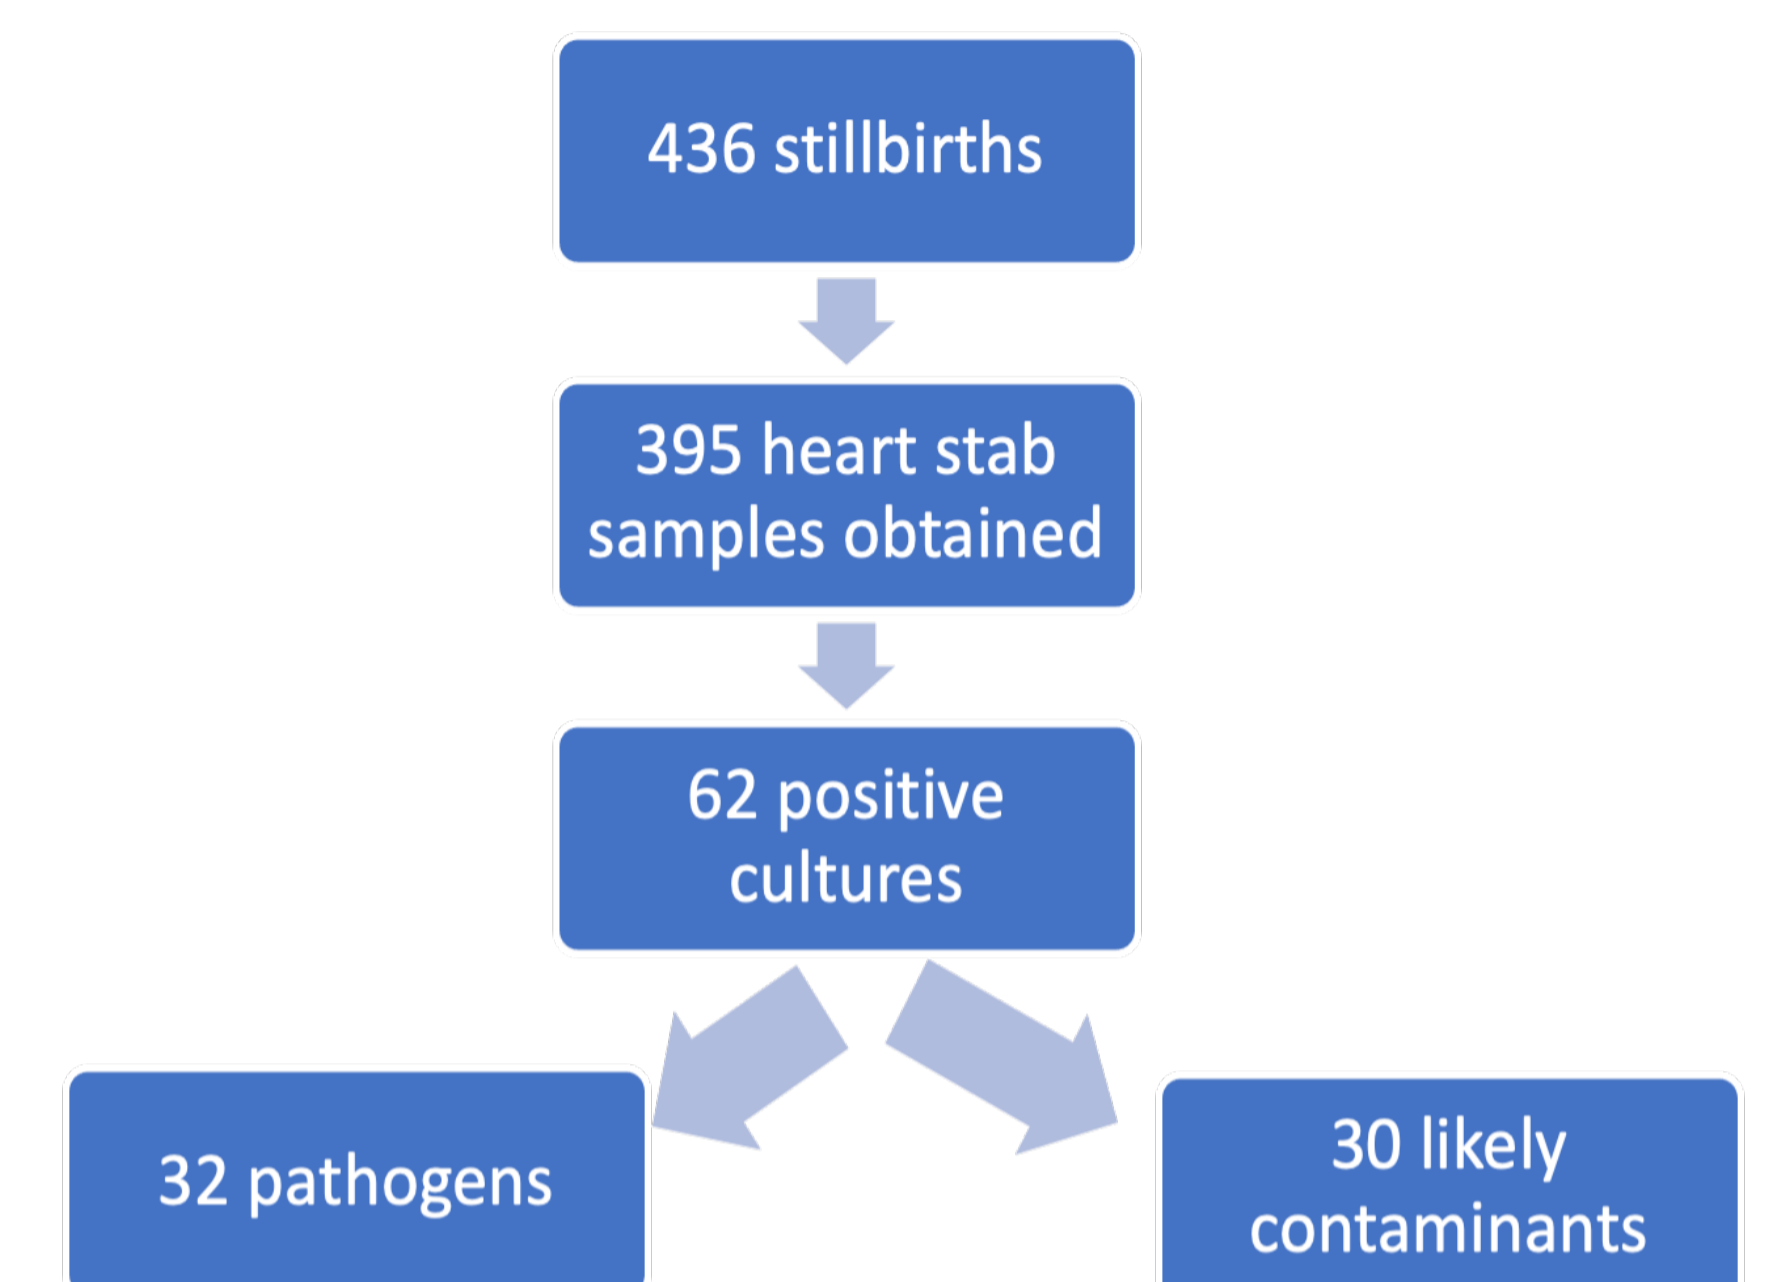 436 stillbirths
395 heart stab
samples obtained
62 positive
cultures
32 pathogens
30 likely
contaminants